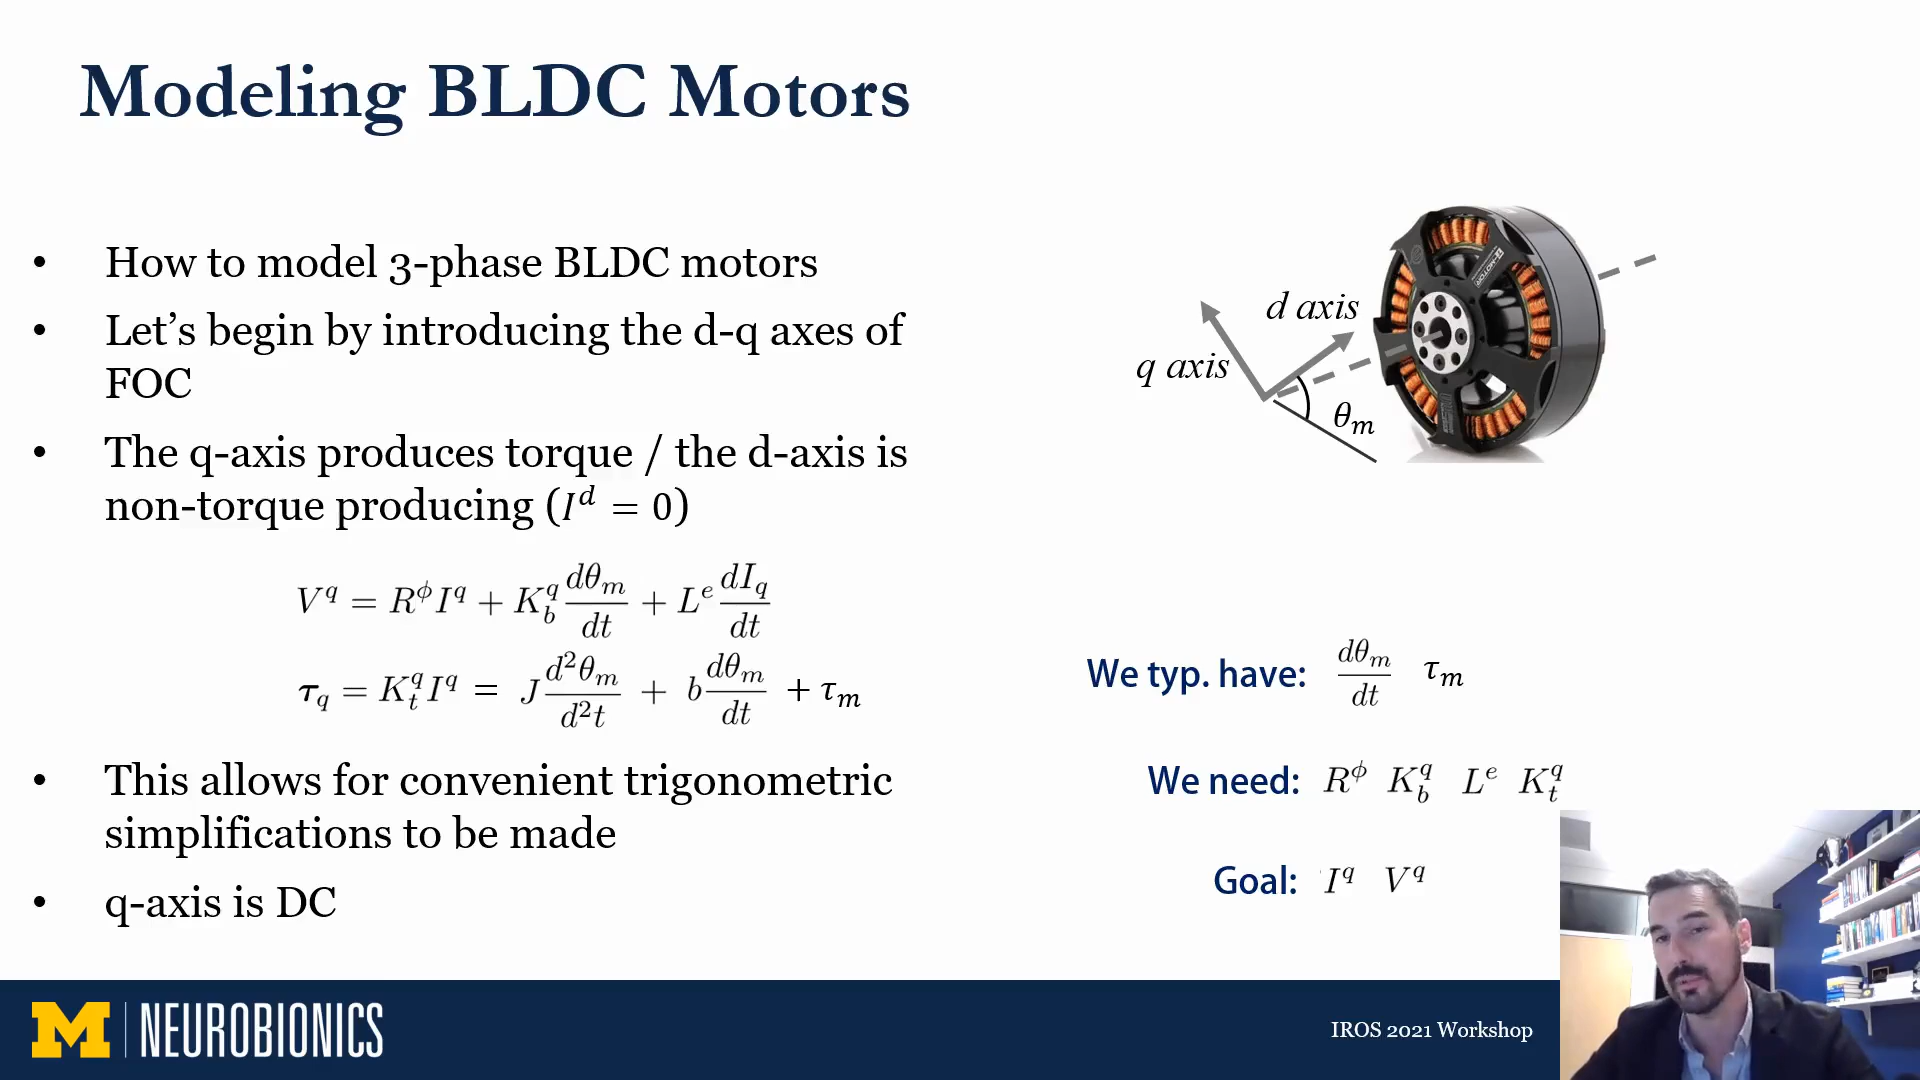 Modeling BLDC Motors
• How to model 3-phase BLDC motors
• Let’s begin by introducing the d-q axes of
FOC
• The q-axis produces torque / the d-axis is
non-torque producing (I^d = 0)
V^q = R^ϕ I^q + K_b^q dθ_m/dt + L^e dI_q/dt
τ_q = K_t^q I^q = J d²θ_m/d²t + b dθ_m/dt + τ_m
• This allows for convenient trigonometric
simplifications to be made
• q-axis is DC
d axis
q axis
θ_m
We typ. have: dθ_m/dt τ_m
We need: R^ϕ K_b^q L^e K_t^q
Goal: I^q V^q
M NEUROBIONICS
IROS 2021 Workshop